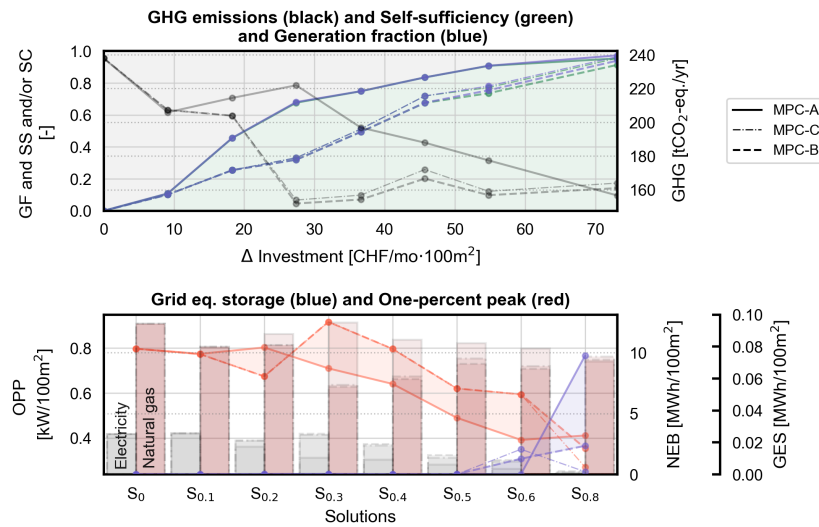 GHG emissions (black) and Self-sufficiency (green)
and Generation fraction (blue)
GF and SS and/or SC
[-]
1.0
0.8
0.6
0.4
0.2
0.0
240
220
200
180
160
GHG [tCO2-eq./yr]
MPC-A
MPC-C
MPC-B
0 10 20 30 40 50 60 70
Δ Investment [CHF/mo·100m²]
Grid eq. storage (blue) and One-percent peak (red)
OPP
[kW/100m²]
0.8
0.6
0.4
Electricity
Natural gas
10
5
0
NEB [MWh/100m²]
0.10
0.08
0.06
0.04
0.02
0.00
GES [MWh/100m²]
S0 S0.1 S0.2 S0.3 S0.4 S0.5 S0.6 S0.8
Solutions